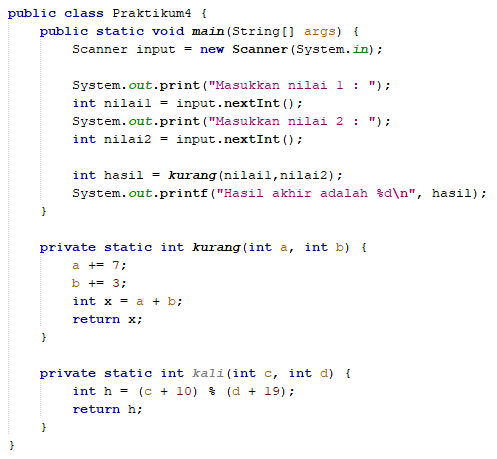 public class Praktikum4 {
    public static void main(String[] args) {
        Scanner input = new Scanner(System.in);

        System.out.print("Masukkan nilai 1 : ");
        int nilai1 = input.nextInt();
        System.out.print("Masukkan nilai 2 : ");
        int nilai2 = input.nextInt();

        int hasil = kurang(nilai1,nilai2);
        System.out.printf("Hasil akhir adalah %d\n", hasil);
    }

    private static int kurang(int a, int b) {
        a += 7;
        b += 3;
        int x = a + b;
        return x;
    }

    private static int kali(int c, int d) {
        int h = (c + 10) % (d + 19);
        return h;
    }
}